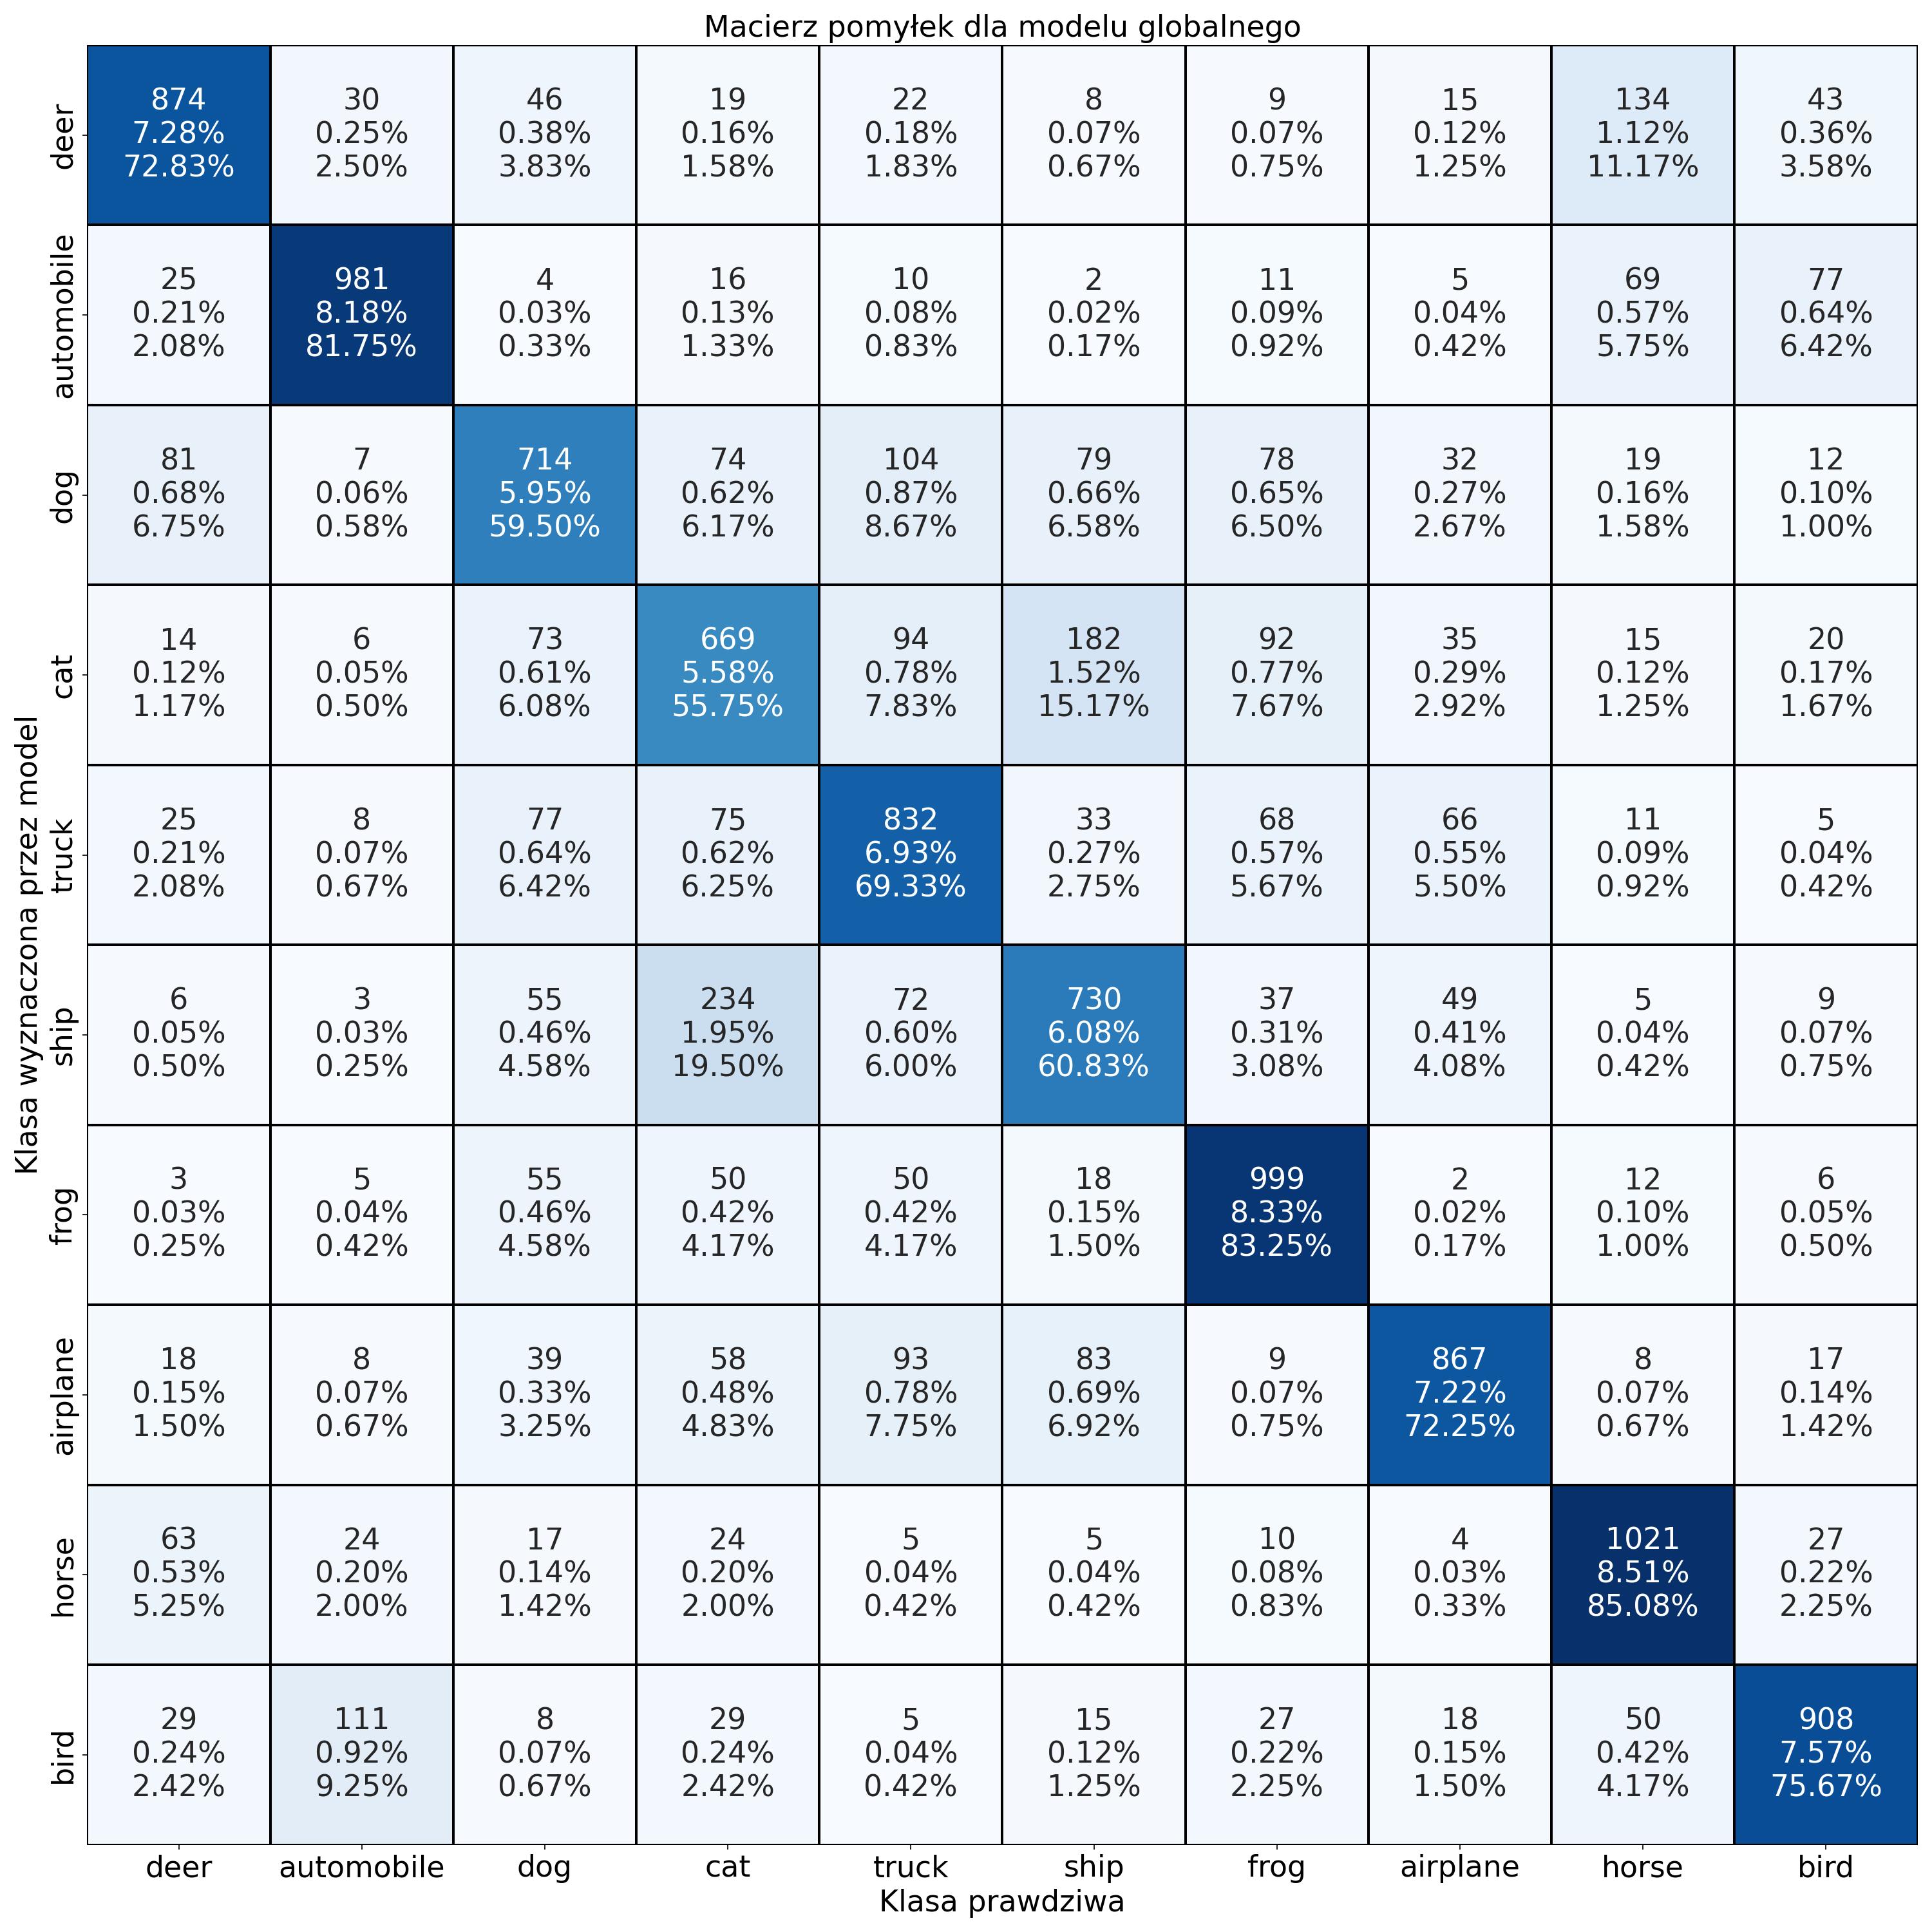 Macierz pomyłek dla modelu globalnego
Klasa wyznaczona przez model
deer
874 30 46 19 22 8 9 15 134 43
7.28% 0.25% 0.38% 0.16% 0.18% 0.07% 0.07% 0.12% 1.12% 0.36%
72.83% 2.50% 3.83% 1.58% 1.83% 0.67% 0.75% 1.25% 11.17% 3.58%
automobile
25 981 4 16 10 2 11 5 69 77
0.21% 8.18% 0.03% 0.13% 0.08% 0.02% 0.09% 0.04% 0.57% 0.64%
2.08% 81.75% 0.33% 1.33% 0.83% 0.17% 0.92% 0.42% 5.75% 6.42%
dog
81 7 714 74 104 79 78 32 19 12
0.68% 0.06% 5.95% 0.62% 0.87% 0.66% 0.65% 0.27% 0.16% 0.10%
6.75% 0.58% 59.50% 6.17% 8.67% 6.58% 6.50% 2.67% 1.58% 1.00%
cat
14 6 73 669 94 182 92 35 15 20
0.12% 0.05% 0.61% 5.58% 0.78% 1.52% 0.77% 0.29% 0.12% 0.17%
1.17% 0.50% 6.08% 55.75% 7.83% 15.17% 7.67% 2.92% 1.25% 1.67%
truck
25 8 77 75 832 33 68 66 11 5
0.21% 0.07% 0.64% 0.62% 6.93% 0.27% 0.57% 0.55% 0.09% 0.04%
2.08% 0.67% 6.42% 6.25% 69.33% 2.75% 5.67% 5.50% 0.92% 0.42%
ship
6 3 55 234 72 730 37 49 5 9
0.05% 0.03% 0.46% 1.95% 0.60% 6.08% 0.31% 0.41% 0.04% 0.07%
0.50% 0.25% 4.58% 19.50% 6.00% 60.83% 3.08% 4.08% 0.42% 0.75%
frog
3 5 55 50 50 18 999 2 12 6
0.03% 0.04% 0.46% 0.42% 0.42% 0.15% 8.33% 0.02% 0.10% 0.05%
0.25% 0.42% 4.58% 4.17% 4.17% 1.50% 83.25% 0.17% 1.00% 0.50%
airplane
18 8 39 58 93 83 9 867 8 17
0.15% 0.07% 0.33% 0.48% 0.78% 0.69% 0.07% 7.22% 0.07% 0.14%
1.50% 0.67% 3.25% 4.83% 7.75% 6.92% 0.75% 72.25% 0.67% 1.42%
horse
63 24 17 24 5 5 10 4 1021 27
0.53% 0.20% 0.14% 0.20% 0.04% 0.04% 0.08% 0.03% 8.51% 0.22%
5.25% 2.00% 1.42% 2.00% 0.42% 0.42% 0.83% 0.33% 85.08% 2.25%
bird
29 111 8 29 5 15 27 18 50 908
0.24% 0.92% 0.07% 0.24% 0.04% 0.12% 0.22% 0.15% 0.42% 7.57%
2.42% 9.25% 0.67% 2.42% 0.42% 1.25% 2.25% 1.50% 4.17% 75.67%
deer automobile dog cat truck ship frog airplane horse bird
Klasa prawdziwa